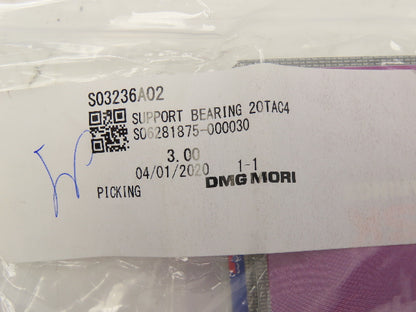 S03236A02
SUPPORT BEARING 20TAC4
S06281875-000030
3.00
04/01/2020 1-1
PICKING DMG MORI